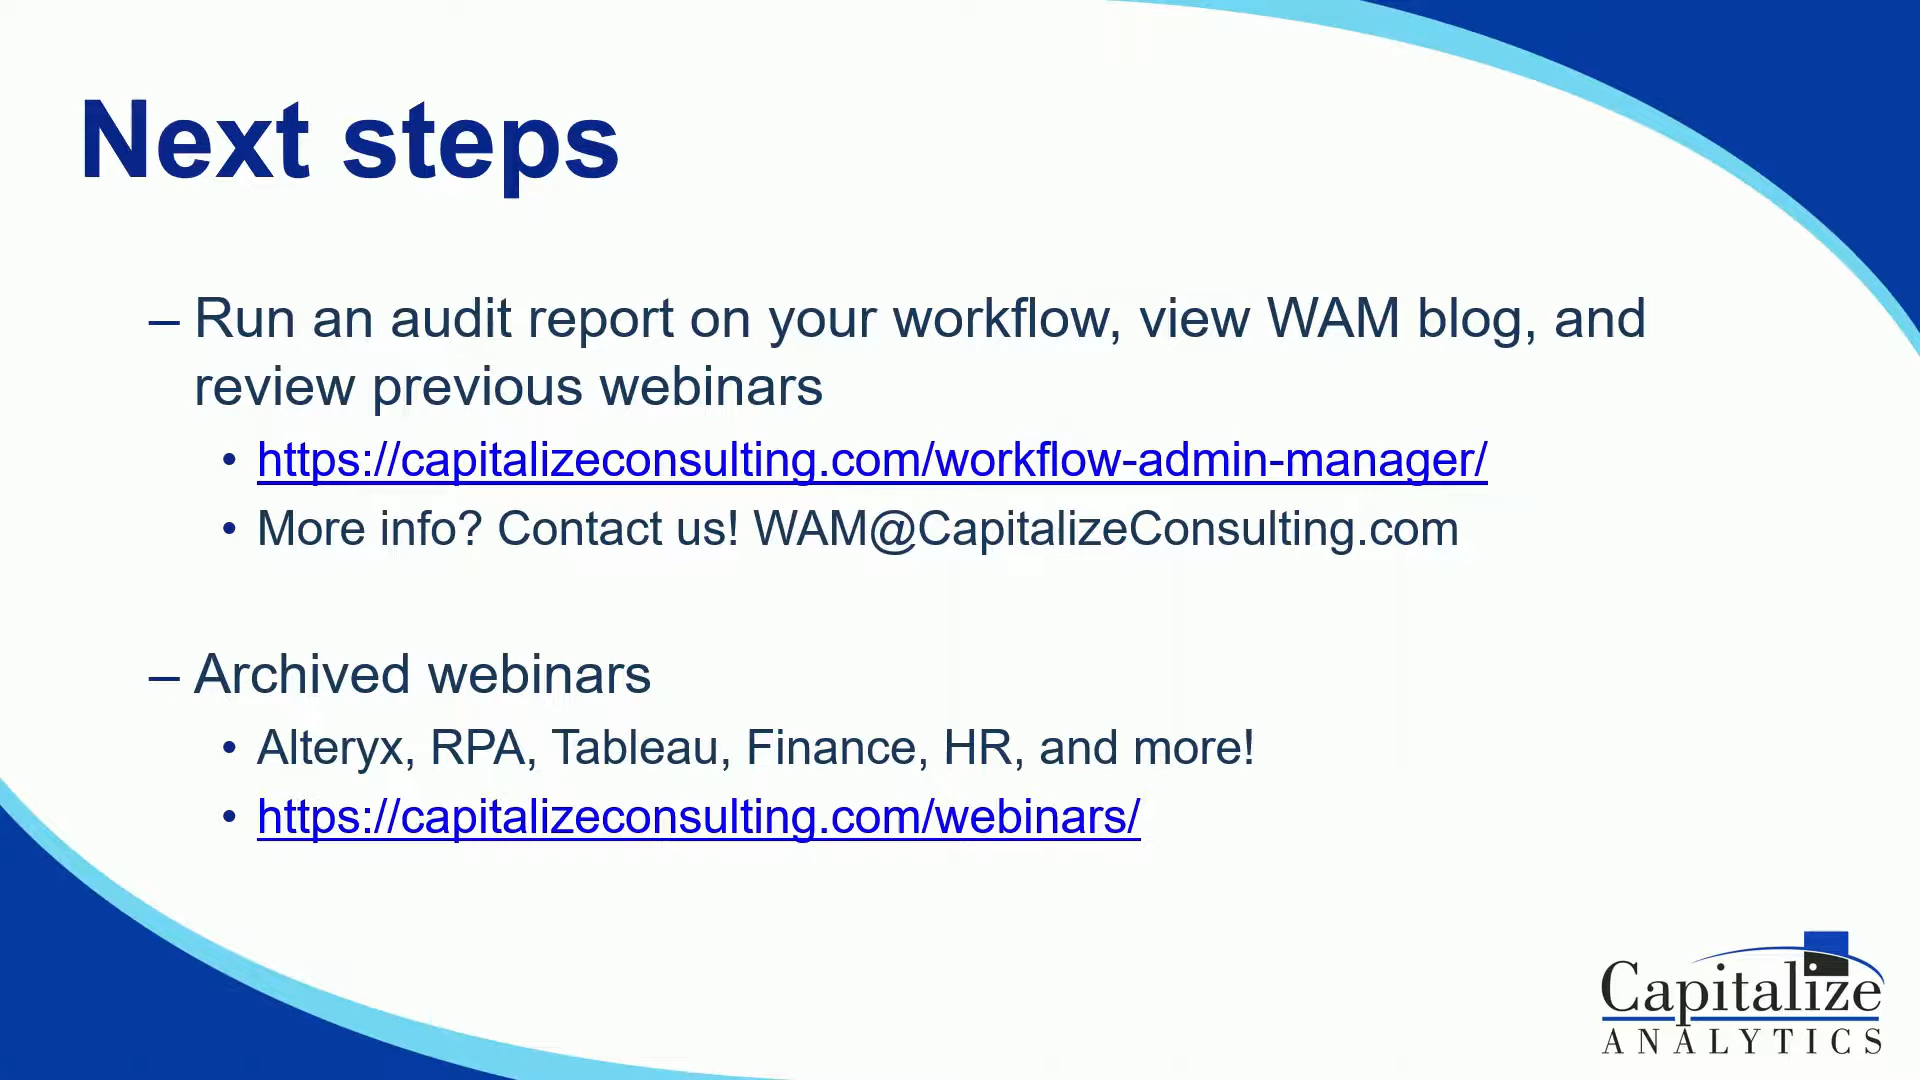 Next steps
– Run an audit report on your workflow, view WAM blog, and
review previous webinars
• https://capitalizeconsulting.com/workflow-admin-manager/
• More info? Contact us! WAM@CapitalizeConsulting.com
– Archived webinars
• Alteryx, RPA, Tableau, Finance, HR, and more!
• https://capitalizeconsulting.com/webinars/
Capitalize
ANALYTICS